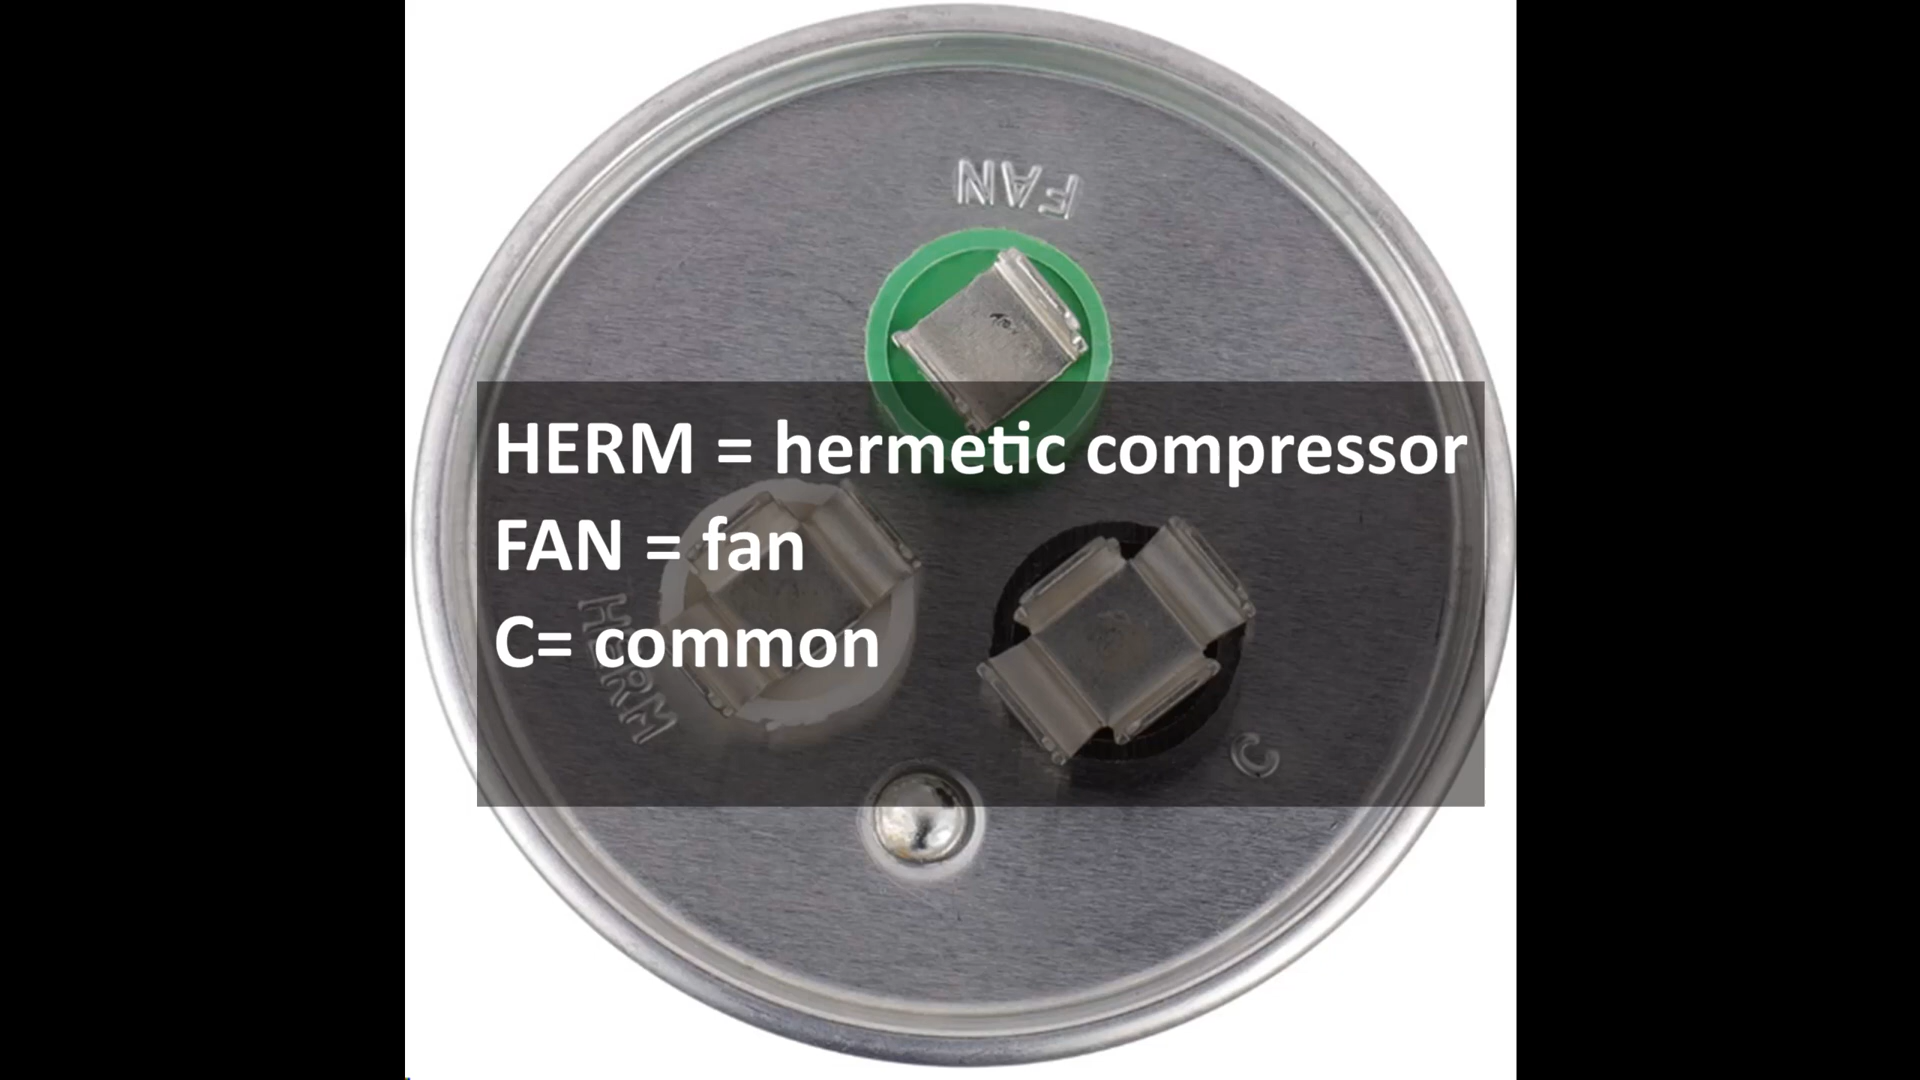 FAN
HERM = hermetic compressor
FAN = fan
C= common
HERM
C